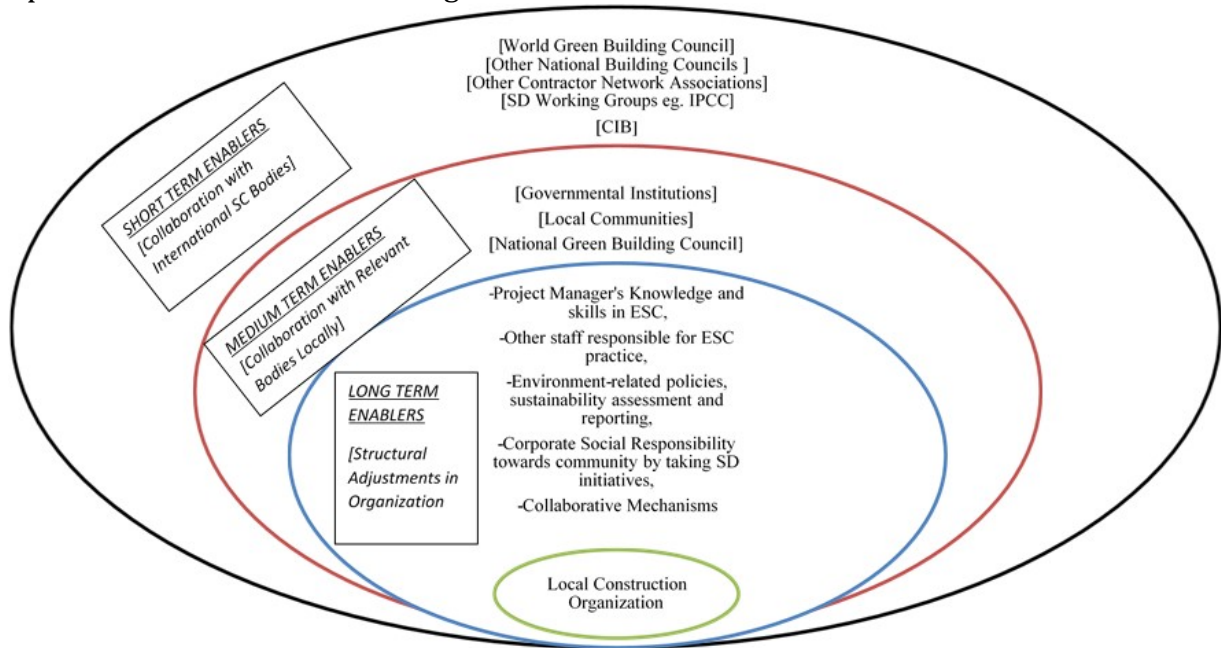 [World Green Building Council]
[Other National Building Councils ]
[Other Contractor Network Associations]
[SD Working Groups eg. IPCC]
[CIB]
SHORT TERM ENABLERS
[Collaboration with
International SC Bodies]
[Governmental Institutions]
[Local Communities]
[National Green Building Council]
MEDIUM TERM ENABLERS
[Collaboration with Relevant
Bodies Locally]
-Project Manager's Knowledge and
skills in ESC,
-Other staff responsible for ESC
practice,
-Environment-related policies,
sustainability assessment and
reporting,
-Corporate Social Responsibility
towards community by taking SD
initiatives,
-Collaborative Mechanisms
LONG TERM
ENABLERS
[Structural
Adjustments in
Organization
Local Construction
Organization